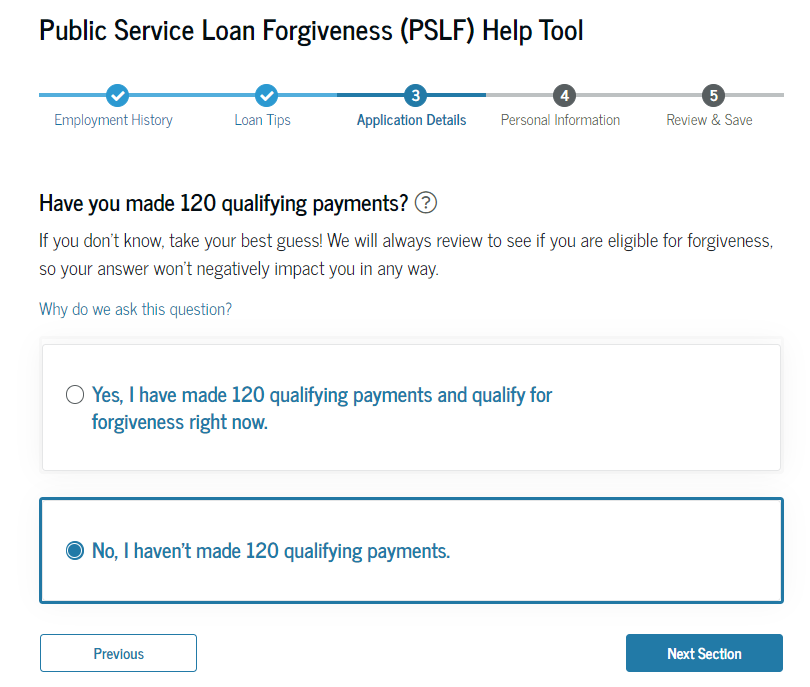 Public Service Loan Forgiveness (PSLF) Help Tool
3
4
5
Employment History
Loan Tips
Application Details
Personal Information
Review & Save
Have you made 120 qualifying payments? ?
If you don't know, take your best guess! We will always review to see if you are eligible for forgiveness,
so your answer won't negatively impact you in any way.
Why do we ask this question?
Yes, I have made 120 qualifying payments and qualify for
forgiveness right now.
No, I haven't made 120 qualifying payments.
Previous
Next Section